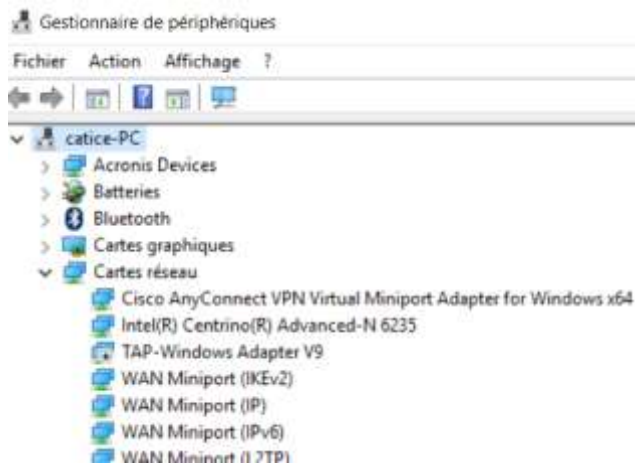 Gestionnaire de périphériques
Fichier Action Affichage ?
catice-PC
Acronis Devices
Batteries
Bluetooth
Cartes graphiques
Cartes réseau
Cisco AnyConnect VPN Virtual Miniport Adapter for Windows x64
Intel(R) Centrino(R) Advanced-N 6235
TAP-Windows Adapter V9
WAN Miniport (IKEv2)
WAN Miniport (IP)
WAN Miniport (IPv6)
WAN Miniport (L2TP)